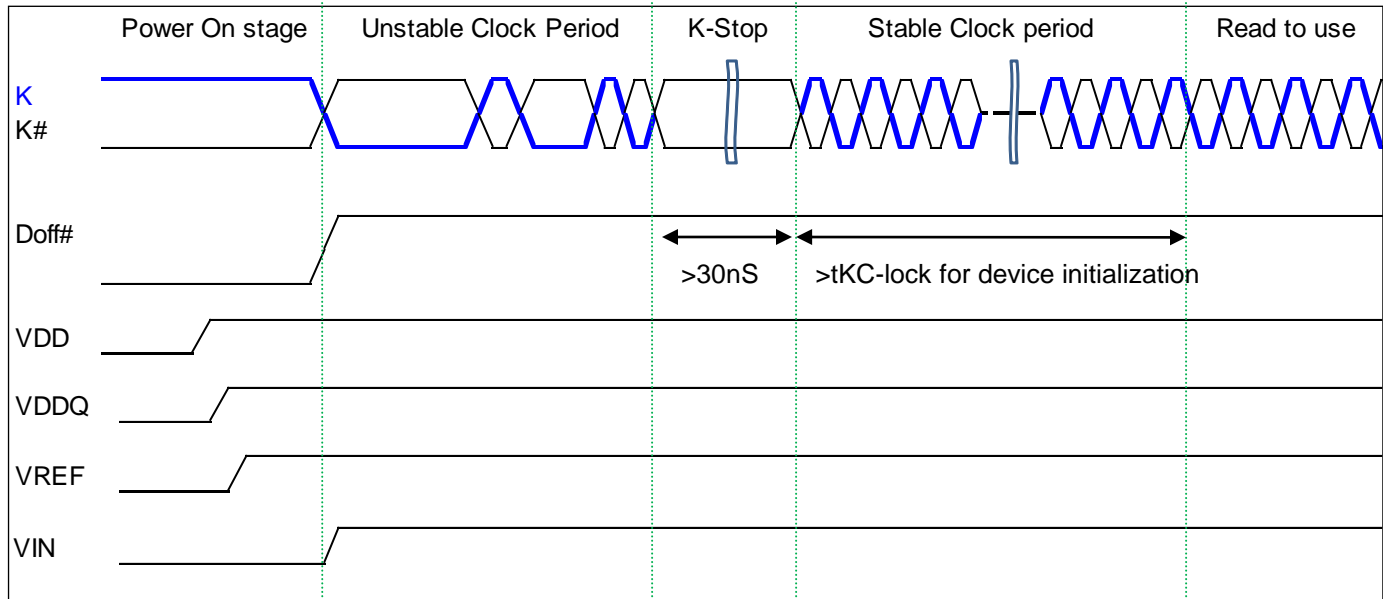 Power On stage
Unstable Clock Period
K-Stop
Stable Clock period
Read to use
K
K#
Doff#
>30nS
>tKC-lock for device initialization
VDD
VDDQ
VREF
VIN